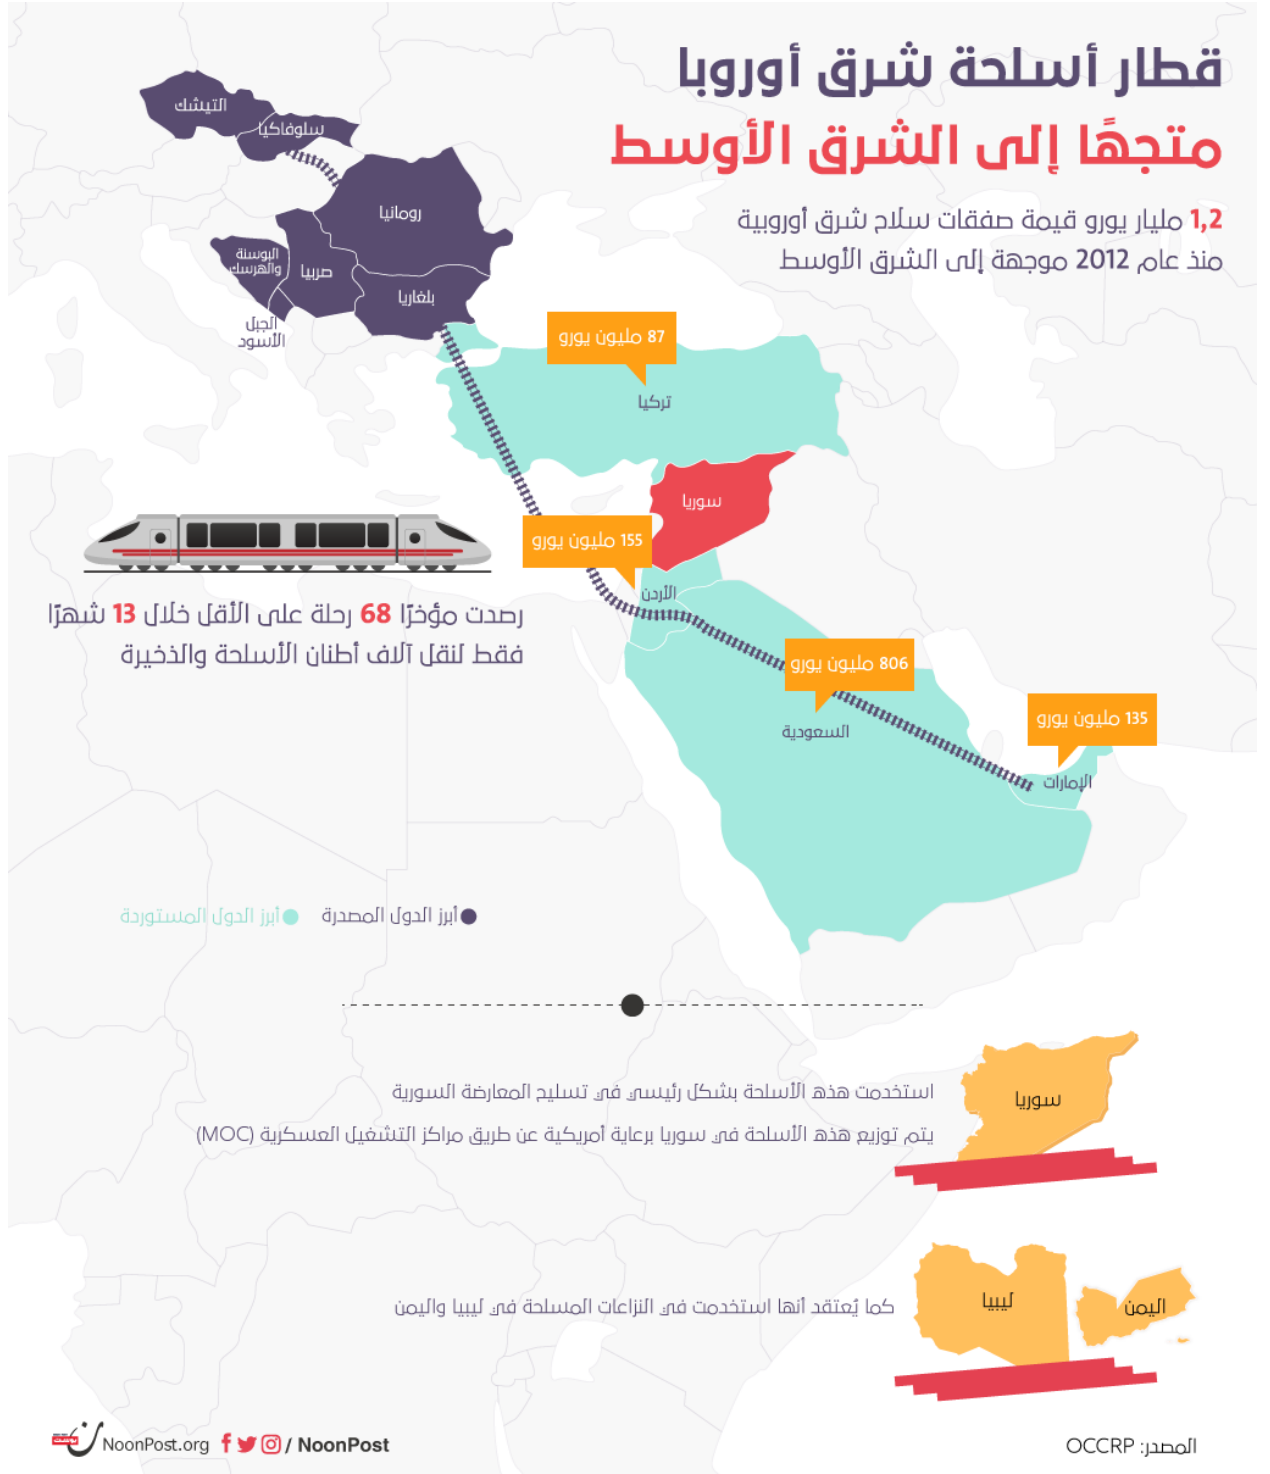 قطار أسلحة شرق أوروبا
متجهًا إلى الشرق الأوسط
1,2 مليار يورو قيمة صفقات سلاح شرق أوروبية
منذ عام 2012 موجهة إلى الشرق الأوسط
التيشك
سلوفاكيا
رومانيا
البوسنة
والهرسك
صربيا
بلغاريا
الجبل
الأسود
87 مليون يورو
تركيا
سوريا
155 مليون يورو
الأردن
806 مليون يورو
السعودية
135 مليون يورو
الإمارات
رصدت مؤخرًا 68 رحلة على الأقل خلال 13 شهرًا
فقط لنقل آلاف أطنان الأسلحة والذخيرة
أبرز الدول المصدرة
أبرز الدول المستوردة
سوريا
استخدمت هذه الأسلحة بشكل رئيسي في تسليح المعارضة السورية
يتم توزيع هذه الأسلحة في سوريا برعاية أمريكية عن طريق مراكز التشغيل العسكرية (MOC)
اليمن
ليبيا
كما يُعتقد أنها استخدمت في النزاعات المسلحة في ليبيا واليمن
المصدر: OCCRP
ن بوست NoonPost.org / NoonPost